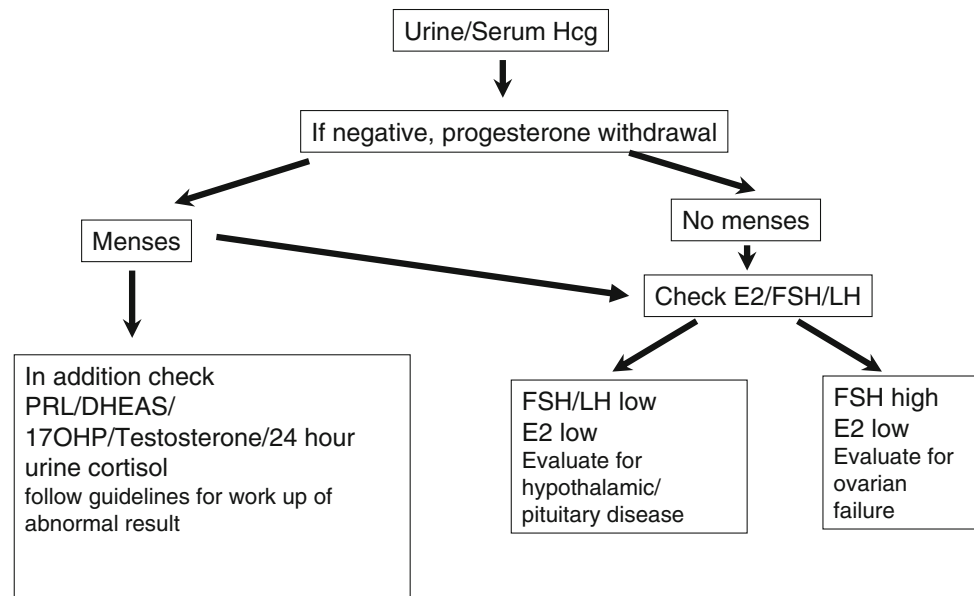 Urine/Serum Hcg
If negative, progesterone withdrawal
Menses
No menses
Check E2/FSH/LH
In addition check
PRL/DHEAS/
17OHP/Testosterone/24 hour
urine cortisol
follow guidelines for work up of
abnormal result
FSH/LH low
E2 low
Evaluate for
hypothalamic/
pituitary disease
FSH high
E2 low
Evaluate for
ovarian
failure